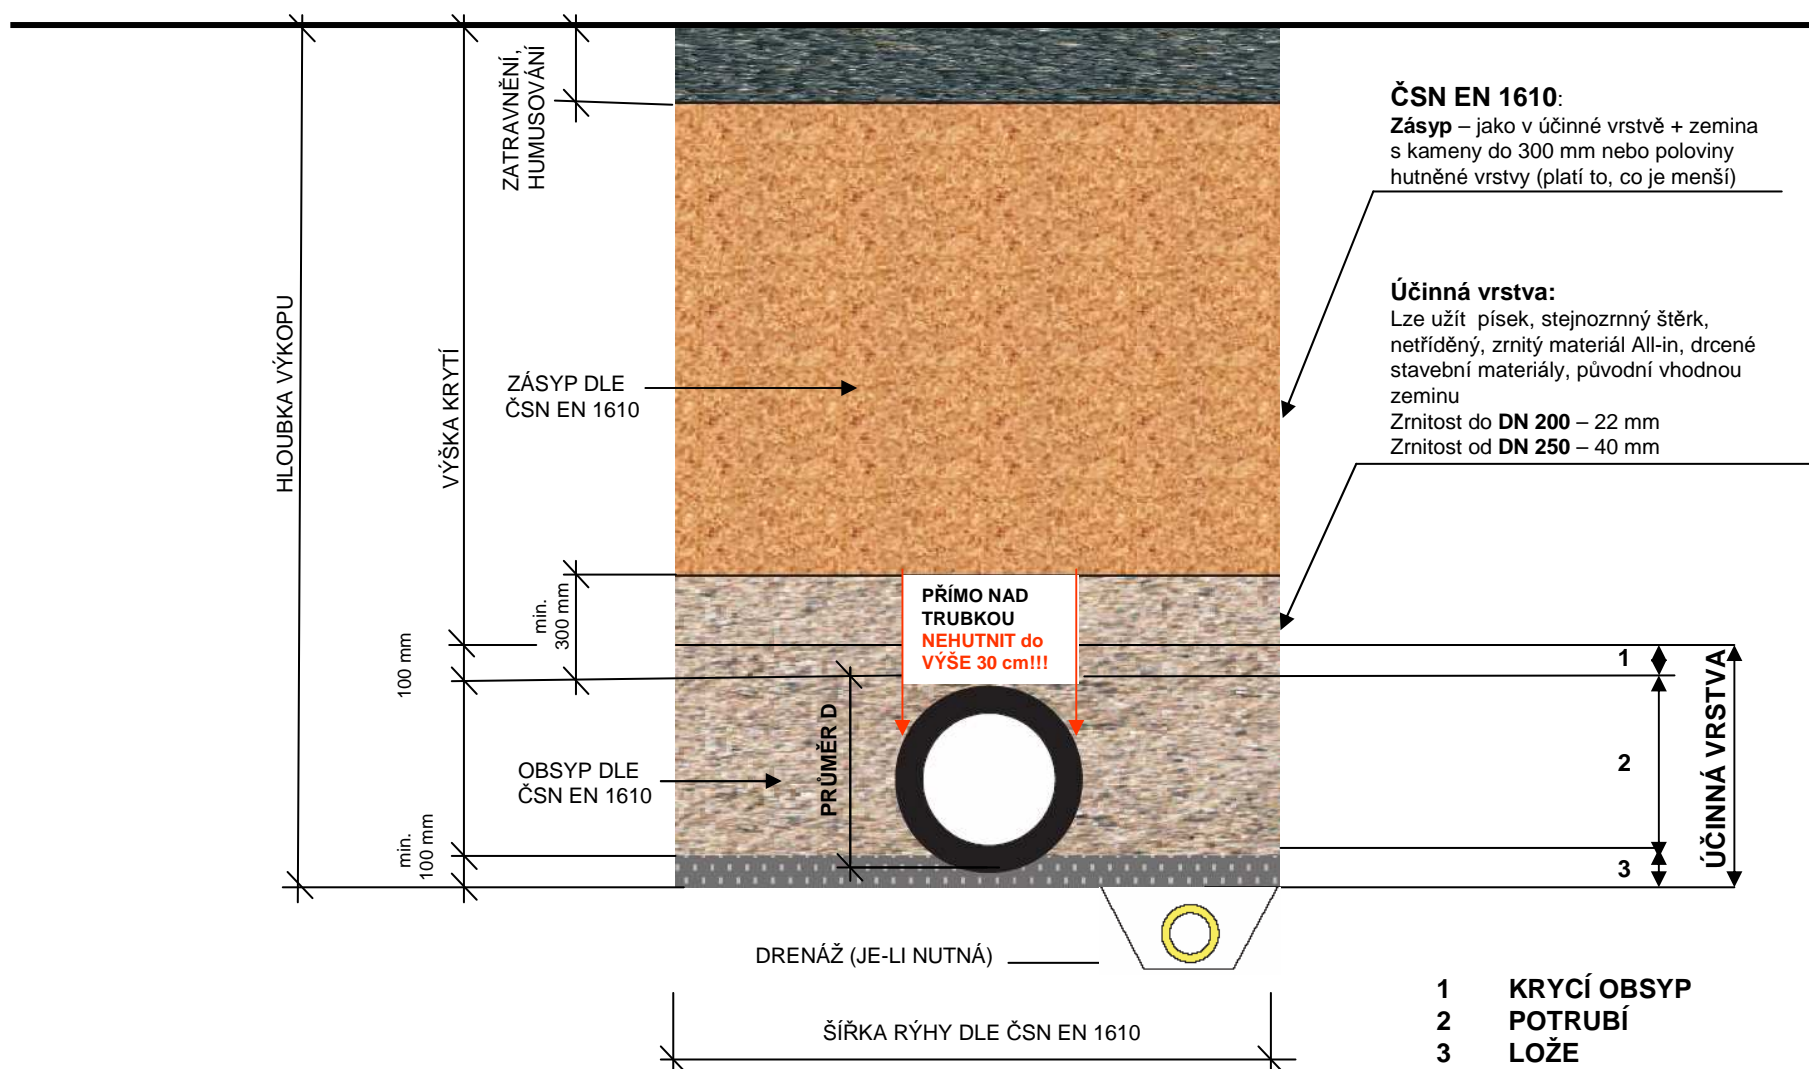 ZATRAVNĚNÍ,
HUMUSOVÁNÍ
HLOUBKA VÝKOPU
VÝŠKA KRYTÍ
ZÁSYP DLE
ČSN EN 1610
min.
300 mm
100 mm
OBSYP DLE
ČSN EN 1610
min.
100 mm
PŘÍMO NAD
TRUBKOU
NEHUTNIT do
VÝŠE 30 cm!!!
PRŮMĚR D
ČSN EN 1610:
Zásyp – jako v účinné vrstvě + zemina
s kameny do 300 mm nebo poloviny
hutněné vrstvy (platí to, co je menší)
Účinná vrstva:
Lze užít písek, stejnozrnný štěrk,
netříděný, zrnitý materiál All-in, drcené
stavební materiály, původní vhodnou
zeminu
Zrnitost do DN 200 – 22 mm
Zrnitost od DN 250 – 40 mm
1
2
3
ÚČINNÁ VRSTVA
DRENÁŽ (JE-LI NUTNÁ)
ŠÍŘKA RÝHY DLE ČSN EN 1610
1 KRYCÍ OBSYP
2 POTRUBÍ
3 LOŽE